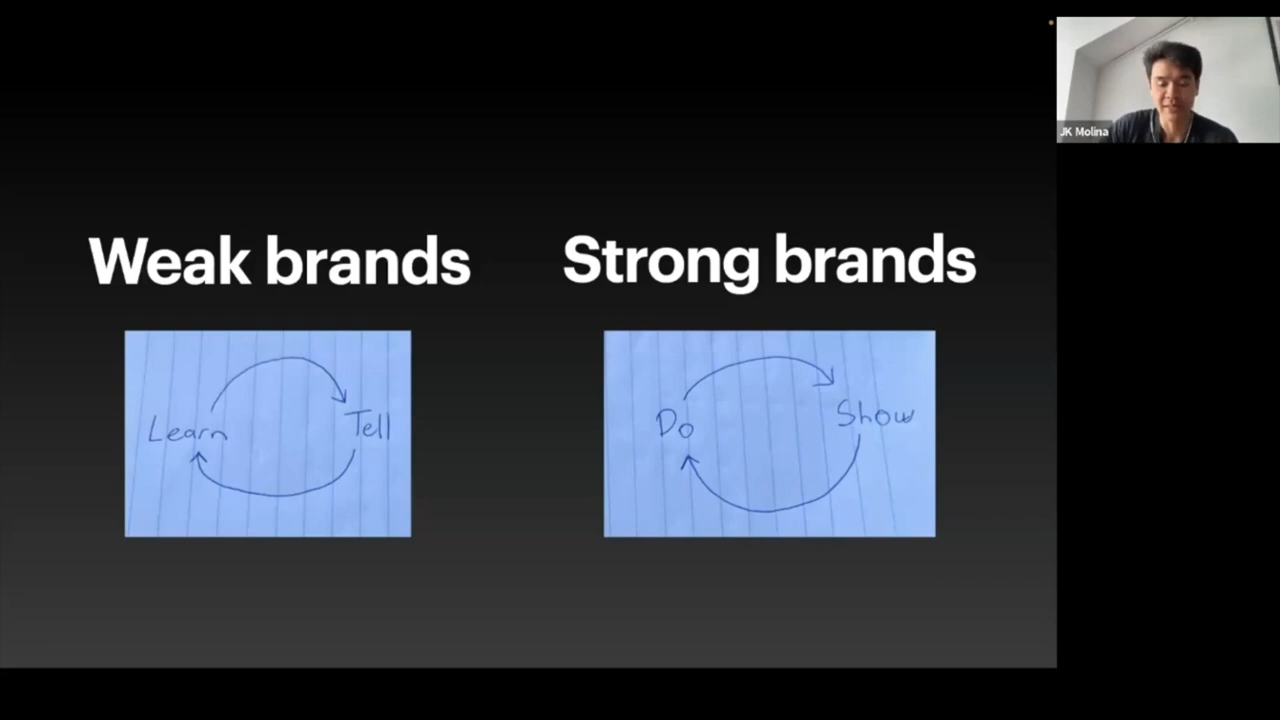 Weak brands
Strong brands
Learn
Tell
Do
Show
JK Molina